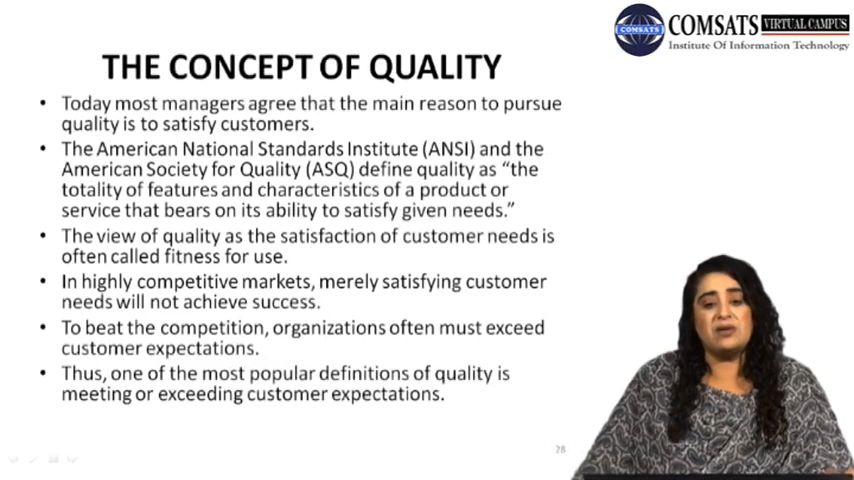 COMSATS VIRTUAL CAMPUS
Institute Of Information Technology
COMSATS
THE CONCEPT OF QUALITY
• Today most managers agree that the main reason to pursue
quality is to satisfy customers.
• The American National Standards Institute (ANSI) and the
American Society for Quality (ASQ) define quality as “the
totality of features and characteristics of a product or
service that bears on its ability to satisfy given needs.”
• The view of quality as the satisfaction of customer needs is
often called fitness for use.
• In highly competitive markets, merely satisfying customer
needs will not achieve success.
• To beat the competition, organizations often must exceed
customer expectations.
• Thus, one of the most popular definitions of quality is
meeting or exceeding customer expectations.
28